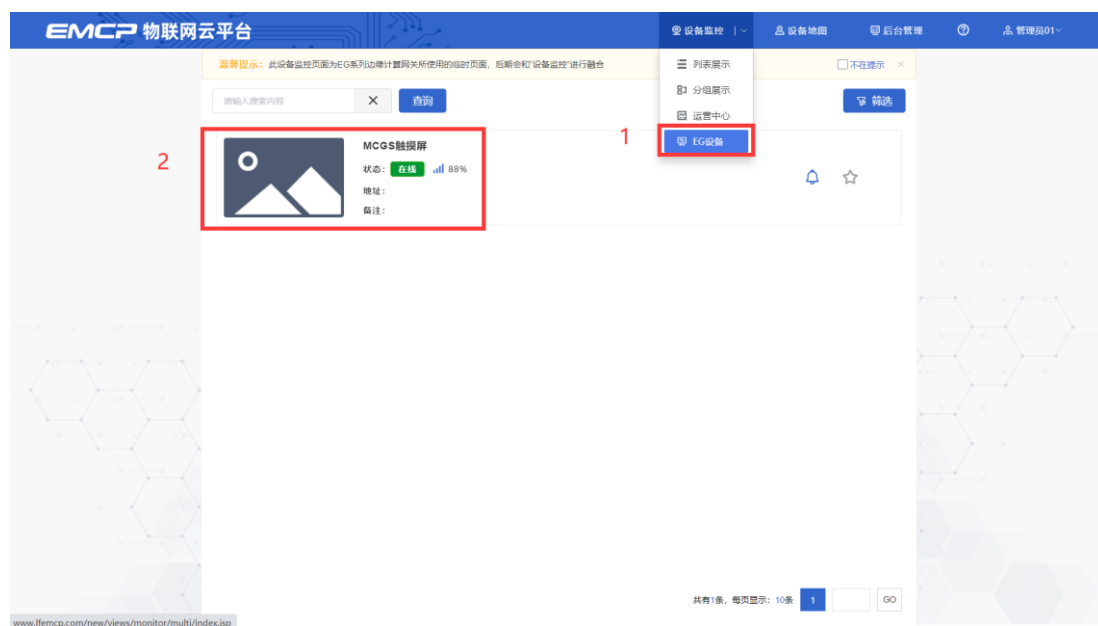 EMCP 物联网云平台
设备监控
设备地图
后台管理
管理员01
温馨提示：此设备监控页面为EG系列边缘计算网关所使用的临时页面，后期会和"设备监控"进行融合
不在提示 ×
列表展示
分组展示
运营中心
EG设备
请输入搜索内容
查询
筛选
1
2
MCGS触摸屏
状态： 在线 88%
地址：
备注：
共有1条，每页显示：10条 1 GO
www.lfemcp.com/new/views/monitor/multi/index.jsp